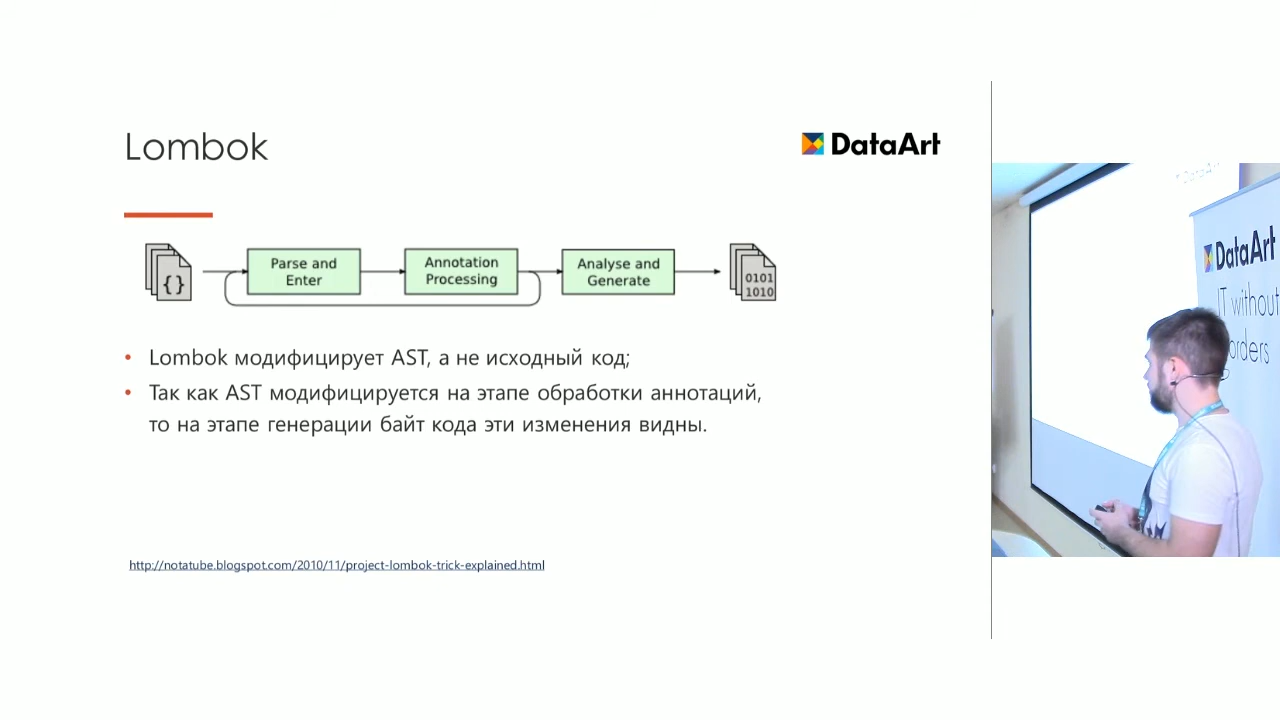 Lombok
DataArt
{}
Parse and
Enter
Annotation
Processing
Analyse and
Generate
0101
1010
• Lombok модифицирует AST, а не исходный код;
• Так как AST модифицируется на этапе обработки аннотаций,
то на этапе генерации байт кода эти изменения видны.
http://notatube.blogspot.com/2010/11/project-lombok-trick-explained.html
DataArt
IT without